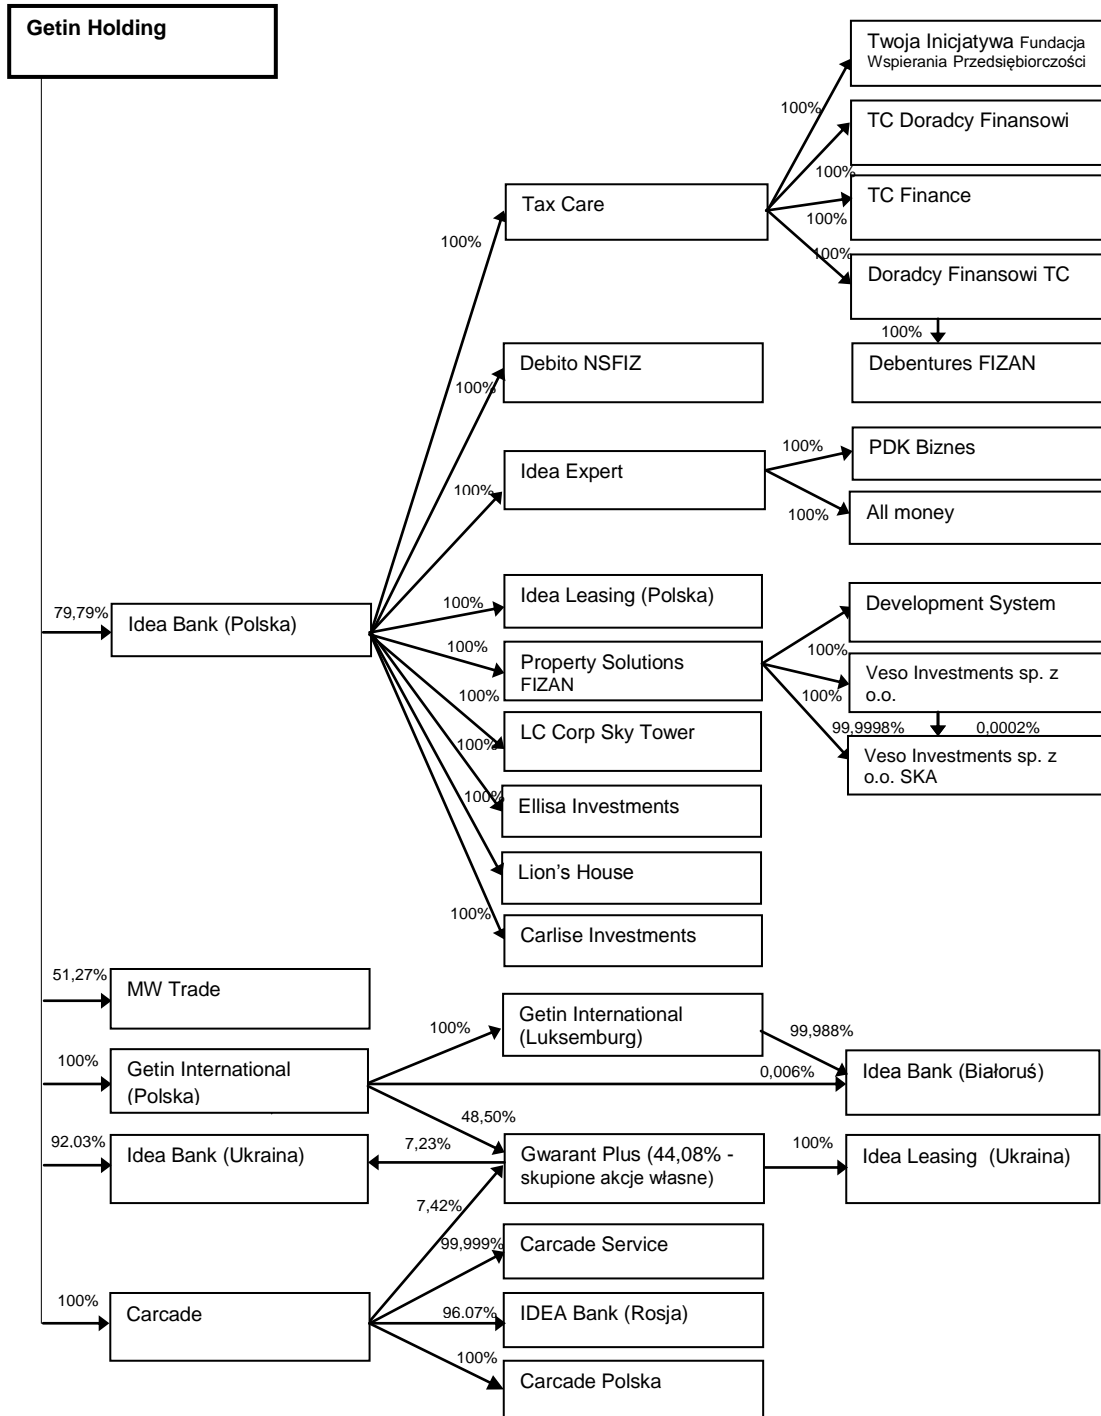 Getin Holding
Twoja Inicjatywa Fundacja
Wspierania Przedsiębiorczości
100%
TC Doradcy Finansowi
100%
Tax Care
TC Finance
100%
100%
100%
Doradcy Finansowi TC
100%
Debito NSFIZ
Debentures FIZAN
100%
100%
PDK Biznes
Idea Expert
100%
100%
All money
Idea Leasing (Polska)
Development System
79,79%
100%
Idea Bank (Polska)
100%
100%
Property Solutions
FIZAN
Veso Investments sp. z
o.o.
100%
100%
LC Corp Sky Tower
99,9998%
0,0002%
100%
Veso Investments sp. z
o.o. SKA
100%
Ellisa Investments
Lion's House
100%
Carlise Investments
51,27%
MW Trade
Getin International
(Luksemburg)
100%
99,988%
100%
Getin International
(Polska)
0,006%
Idea Bank (Białoruś)
48,50%
92,03%
Idea Bank (Ukraina)
7,23%
Gwarant Plus (44,08% -
skupione akcje własne)
100%
Idea Leasing (Ukraina)
7,42%
99,999%
Carcade Service
100%
Carcade
96.07%
IDEA Bank (Rosja)
100%
Carcade Polska